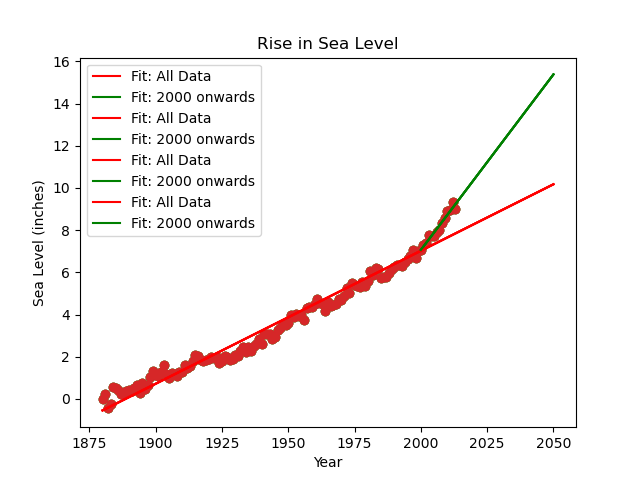 Rise in Sea Level
16
14
12
10
8
6
4
2
0
Sea Level (inches)
Fit: All Data
Fit: 2000 onwards
Fit: All Data
Fit: 2000 onwards
Fit: All Data
Fit: 2000 onwards
Fit: All Data
Fit: 2000 onwards
1875 1900 1925 1950 1975 2000 2025 2050
Year